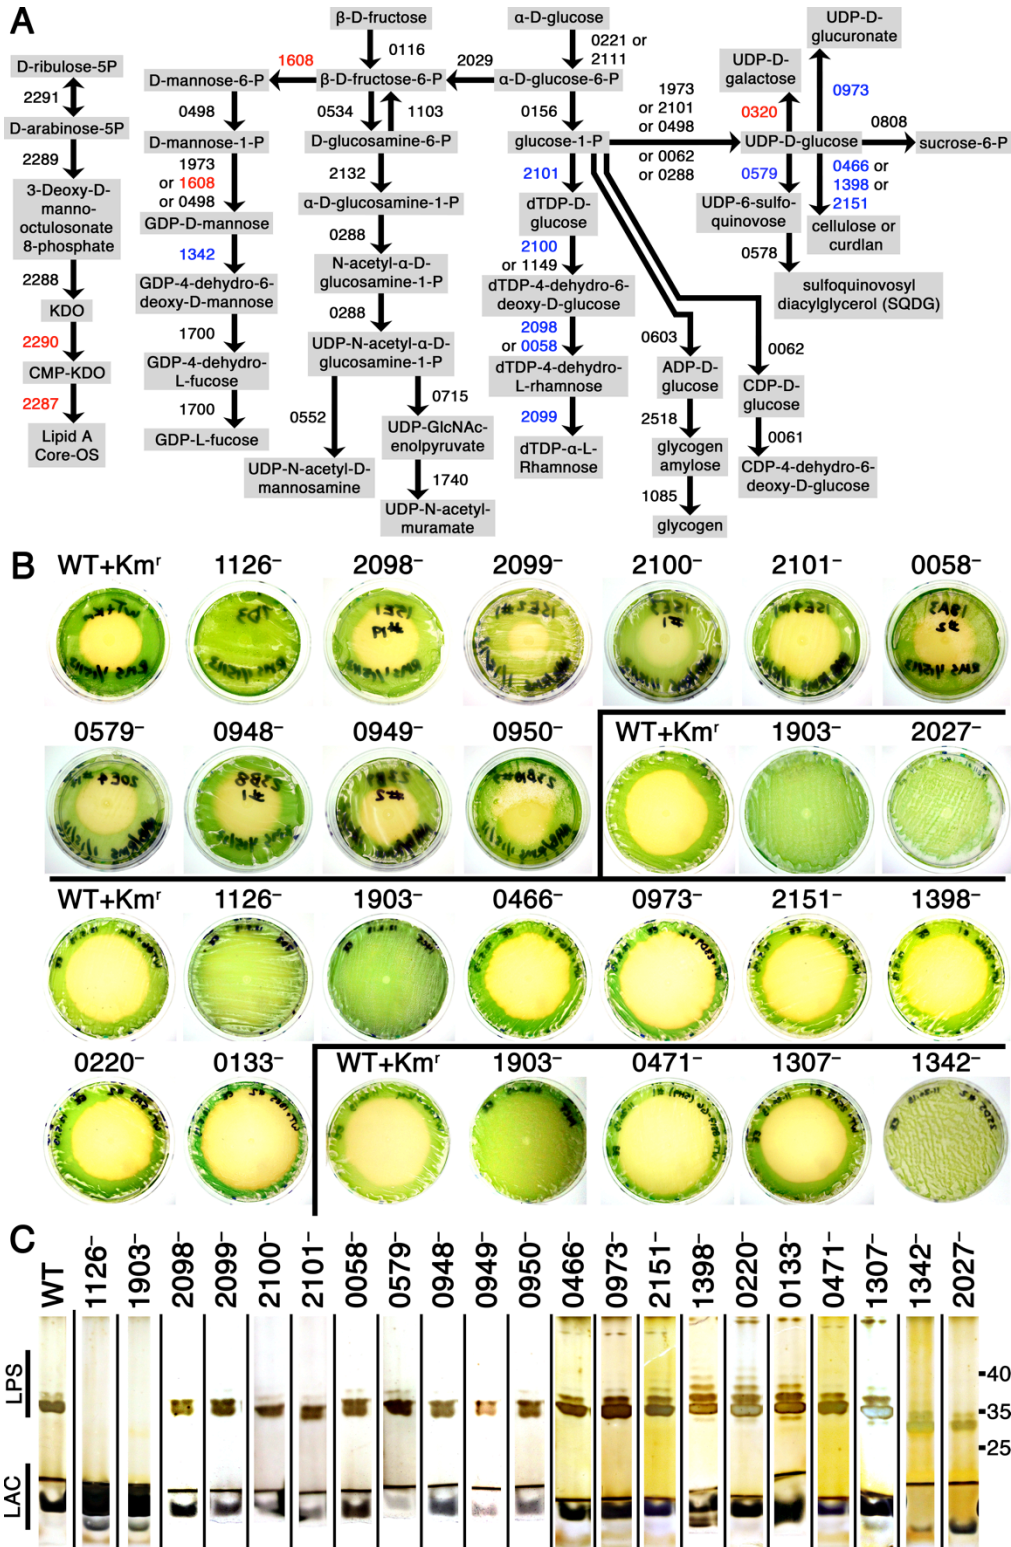 A
β-D-fructose
α-D-glucose
UDP-D-
glucuronate
0116
0221 or
2111
UDP-D-
galactose
D-ribulose-5P
1608
D-mannose-6-P
β-D-fructose-6-P
2029
α-D-glucose-6-P
0973
2291
0498
0534
1103
0156
1973
or 2101
or 0498
0320
0808
D-arabinose-5P
D-mannose-1-P
D-glucosamine-6-P
glucose-1-P
UDP-D-glucose
sucrose-6-P
2289
1973
or 1608
or 0498
2132
2101
or 0062
or 0288
0579
0466 or
1398 or
2151
3-Deoxy-D-
manno-
octulosonate
8-phosphate
GDP-D-mannose
α-D-glucosamine-1-P
dTDP-D-
glucose
UDP-6-sulfo-
quinovose
cellulose or
curdlan
1342
0288
2100
or 1149
0578
2288
GDP-4-dehydro-6-
deoxy-D-mannose
N-acetyl-α-D-
glucosamine-1-P
dTDP-4-dehydro-6-
deoxy-D-glucose
sulfoquinovosyl
diacylglycerol (SQDG)
KDO
1700
0288
2098
or 0058
0603
0062
2290
GDP-4-dehydro-
L-fucose
UDP-N-acetyl-α-D-
glucosamine-1-P
dTDP-4-dehydro-
L-rhamnose
ADP-D-
glucose
CDP-D-
glucose
CMP-KDO
2287
1700
0552
0715
2099
2518
0061
Lipid A
Core-OS
GDP-L-fucose
UDP-GlcNAc-
enolpyruvate
dTDP-α-L-
Rhamnose
glycogen
amylose
CDP-4-dehydro-6-
deoxy-D-glucose
UDP-N-acetyl-D-
mannosamine
1740
1085
UDP-N-acetyl-
muramate
glycogen
B
WT+Kmʳ 1126⁻ 2098⁻ 2099⁻ 2100⁻ 2101⁻ 0058⁻
0579⁻ 0948⁻ 0949⁻ 0950⁻ WT+Kmʳ 1903⁻ 2027⁻
WT+Kmʳ 1126⁻ 1903⁻ 0466⁻ 0973⁻ 2151⁻ 1398⁻
0220⁻ 0133⁻ WT+Kmʳ 1903⁻ 0471⁻ 1307⁻ 1342⁻
C
WT 1126⁻ 1903⁻ 2098⁻ 2099⁻ 2100⁻ 2101⁻ 0058⁻ 0579⁻ 0948⁻ 0949⁻ 0950⁻ 0466⁻ 0973⁻ 2151⁻ 1398⁻ 0220⁻ 0133⁻ 0471⁻ 1307⁻ 1342⁻ 2027⁻
LPS
LAC
-40
-35
-25